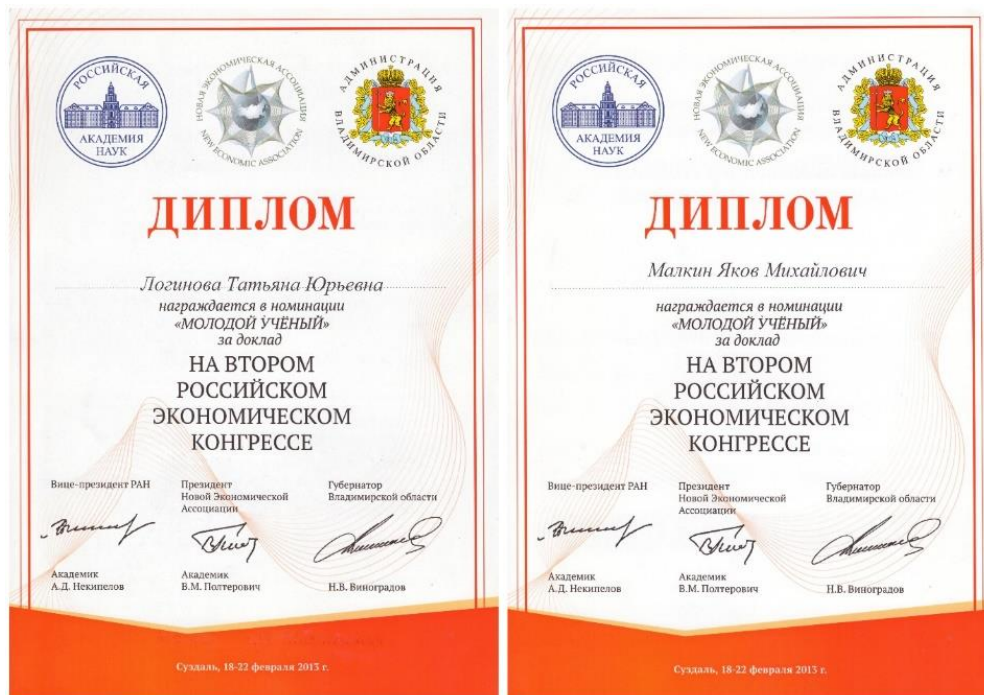 РОССИЙСКАЯ
АКАДЕМИЯ
НАУК
НОВАЯ ЭКОНОМИЧЕСКАЯ АССОЦИАЦИЯ
NEW ECONOMIC ASSOCIATION
АДМИНИСТРАЦИЯ
ВЛАДИМИРСКОЙ ОБЛАСТИ
ДИПЛОМ
Логинова Татьяна Юрьевна
награждается в номинации
«МОЛОДОЙ УЧЁНЫЙ»
за доклад
НА ВТОРОМ
РОССИЙСКОМ
ЭКОНОМИЧЕСКОМ
КОНГРЕССЕ
Вице-президент РАН
Президент
Новой Экономической
Ассоциации
Губернатор
Владимирской области
Академик
А.Д. Некипелов
Академик
В.М. Полтерович
Н.В. Виноградов
Суздаль, 18-22 февраля 2013 г.
РОССИЙСКАЯ
АКАДЕМИЯ
НАУК
НОВАЯ ЭКОНОМИЧЕСКАЯ АССОЦИАЦИЯ
NEW ECONOMIC ASSOCIATION
АДМИНИСТРАЦИЯ
ВЛАДИМИРСКОЙ ОБЛАСТИ
ДИПЛОМ
Малкин Яков Михайлович
награждается в номинации
«МОЛОДОЙ УЧЁНЫЙ»
за доклад
НА ВТОРОМ
РОССИЙСКОМ
ЭКОНОМИЧЕСКОМ
КОНГРЕССЕ
Вице-президент РАН
Президент
Новой Экономической
Ассоциации
Губернатор
Владимирской области
Академик
А.Д. Некипелов
Академик
В.М. Полтерович
Н.В. Виноградов
Суздаль, 18-22 февраля 2013 г.